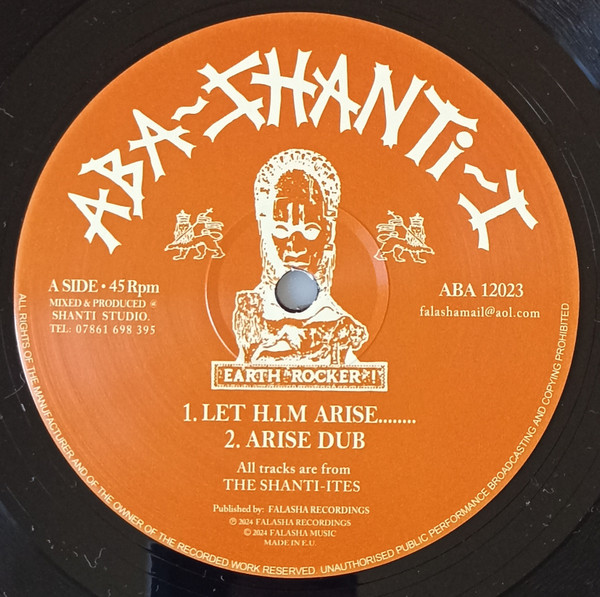 ABA~SHANTi~I
A SIDE • 45 Rpm
MIXED & PRODUCED @
SHANTI STUDIO.
TEL: 07861 698 395
ABA 12023
falashamail@aol.com
EARTH ROCKER!
1. LET H.I.M ARISE........
2. ARISE DUB
All tracks are from
THE SHANTI-ITES
Published by: FALASHA RECORDINGS
℗ 2024 FALASHA RECORDINGS
© 2024 FALASHA MUSIC
MADE IN E.U
ALL RIGHTS OF THE MANUFACTURER AND OF THE OWNER OF THE RECORDED WORK RESERVED. UNAUTHORISED PUBLIC PERFORMANCE BROADCASTING AND COPYING PROHIBITED